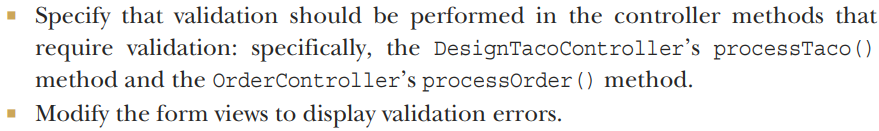 ▪ Specify that validation should be performed in the controller methods that
require validation: specifically, the DesignTacoController’s processTaco()
method and the OrderController’s processOrder() method.
▪ Modify the form views to display validation errors.